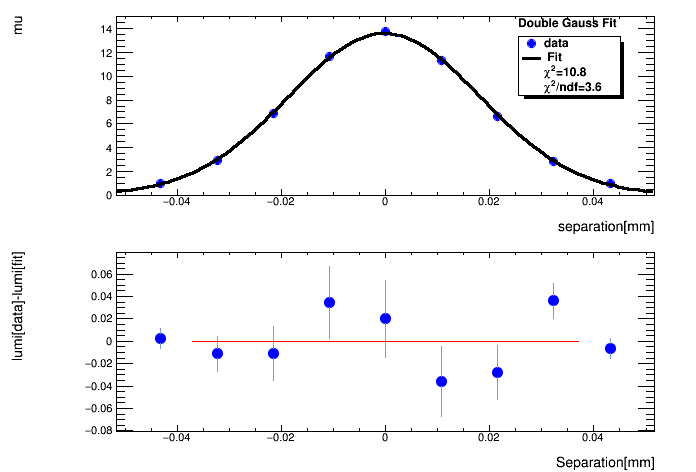 mu
Double Gauss Fit
data
Fit
χ²=10.8
χ²/ndf=3.6
14
12
10
8
6
4
2
0
−0.04 −0.02 0 0.02 0.04
separation[mm]
lumi[data]-lumi[fit]
0.06
0.04
0.02
0
−0.02
−0.04
−0.06
−0.08
−0.04 −0.02 0 0.02 0.04
Separation[mm]